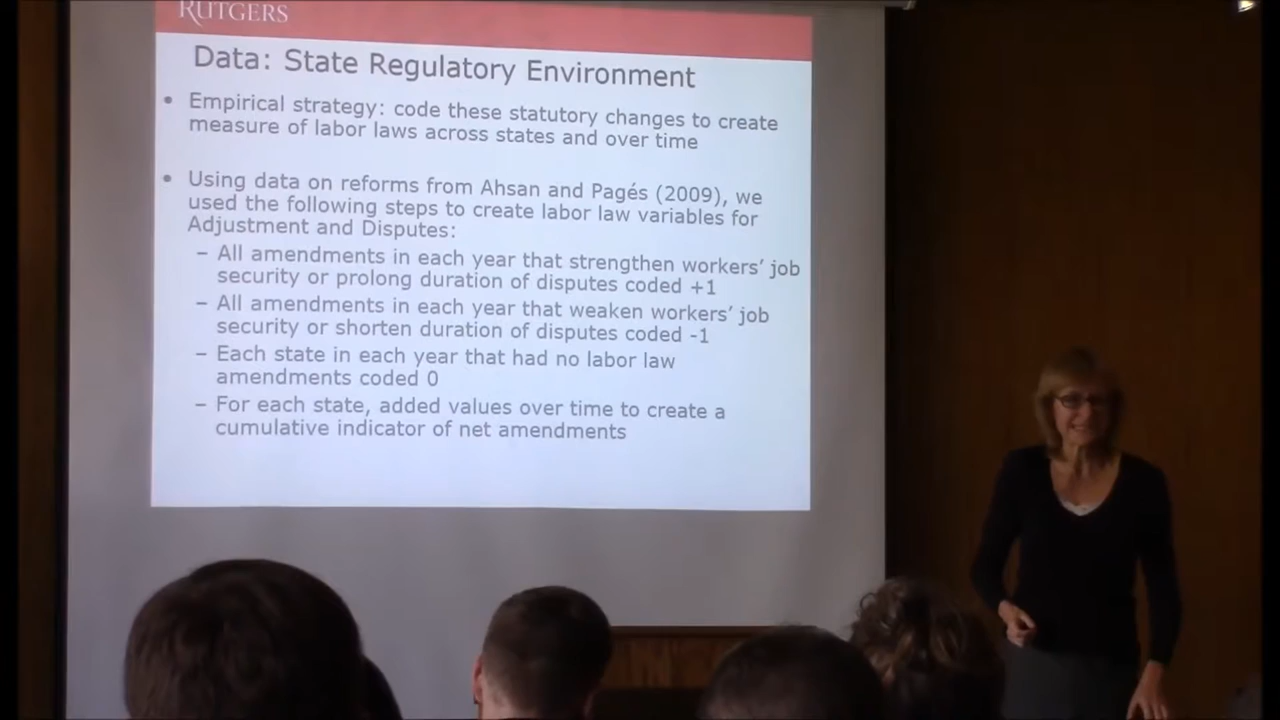 RUTGERS
Data: State Regulatory Environment
• Empirical strategy: code these statutory changes to create
measure of labor laws across states and over time
• Using data on reforms from Ahsan and Pagés (2009), we
used the following steps to create labor law variables for
Adjustment and Disputes:
– All amendments in each year that strengthen workers’ job
security or prolong duration of disputes coded +1
– All amendments in each year that weaken workers’ job
security or shorten duration of disputes coded -1
– Each state in each year that had no labor law
amendments coded 0
– For each state, added values over time to create a
cumulative indicator of net amendments